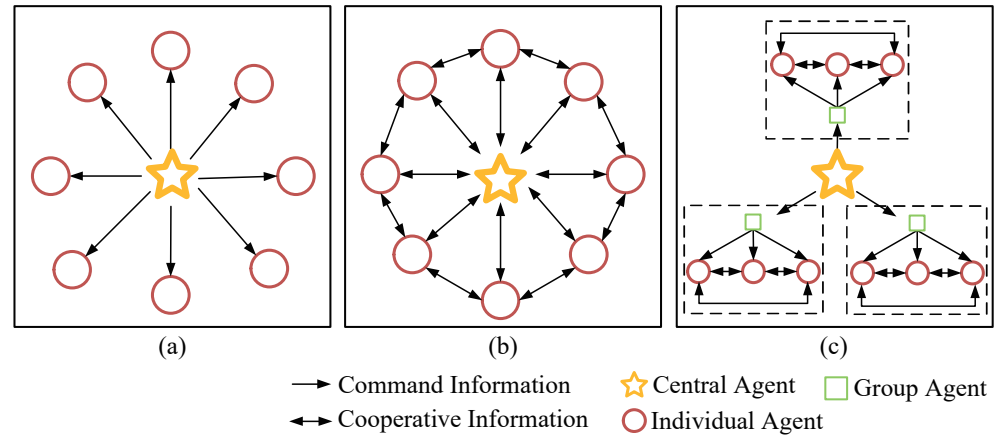 (a)
(b)
(c)
Command Information
Central Agent
Group Agent
Cooperative Information
Individual Agent